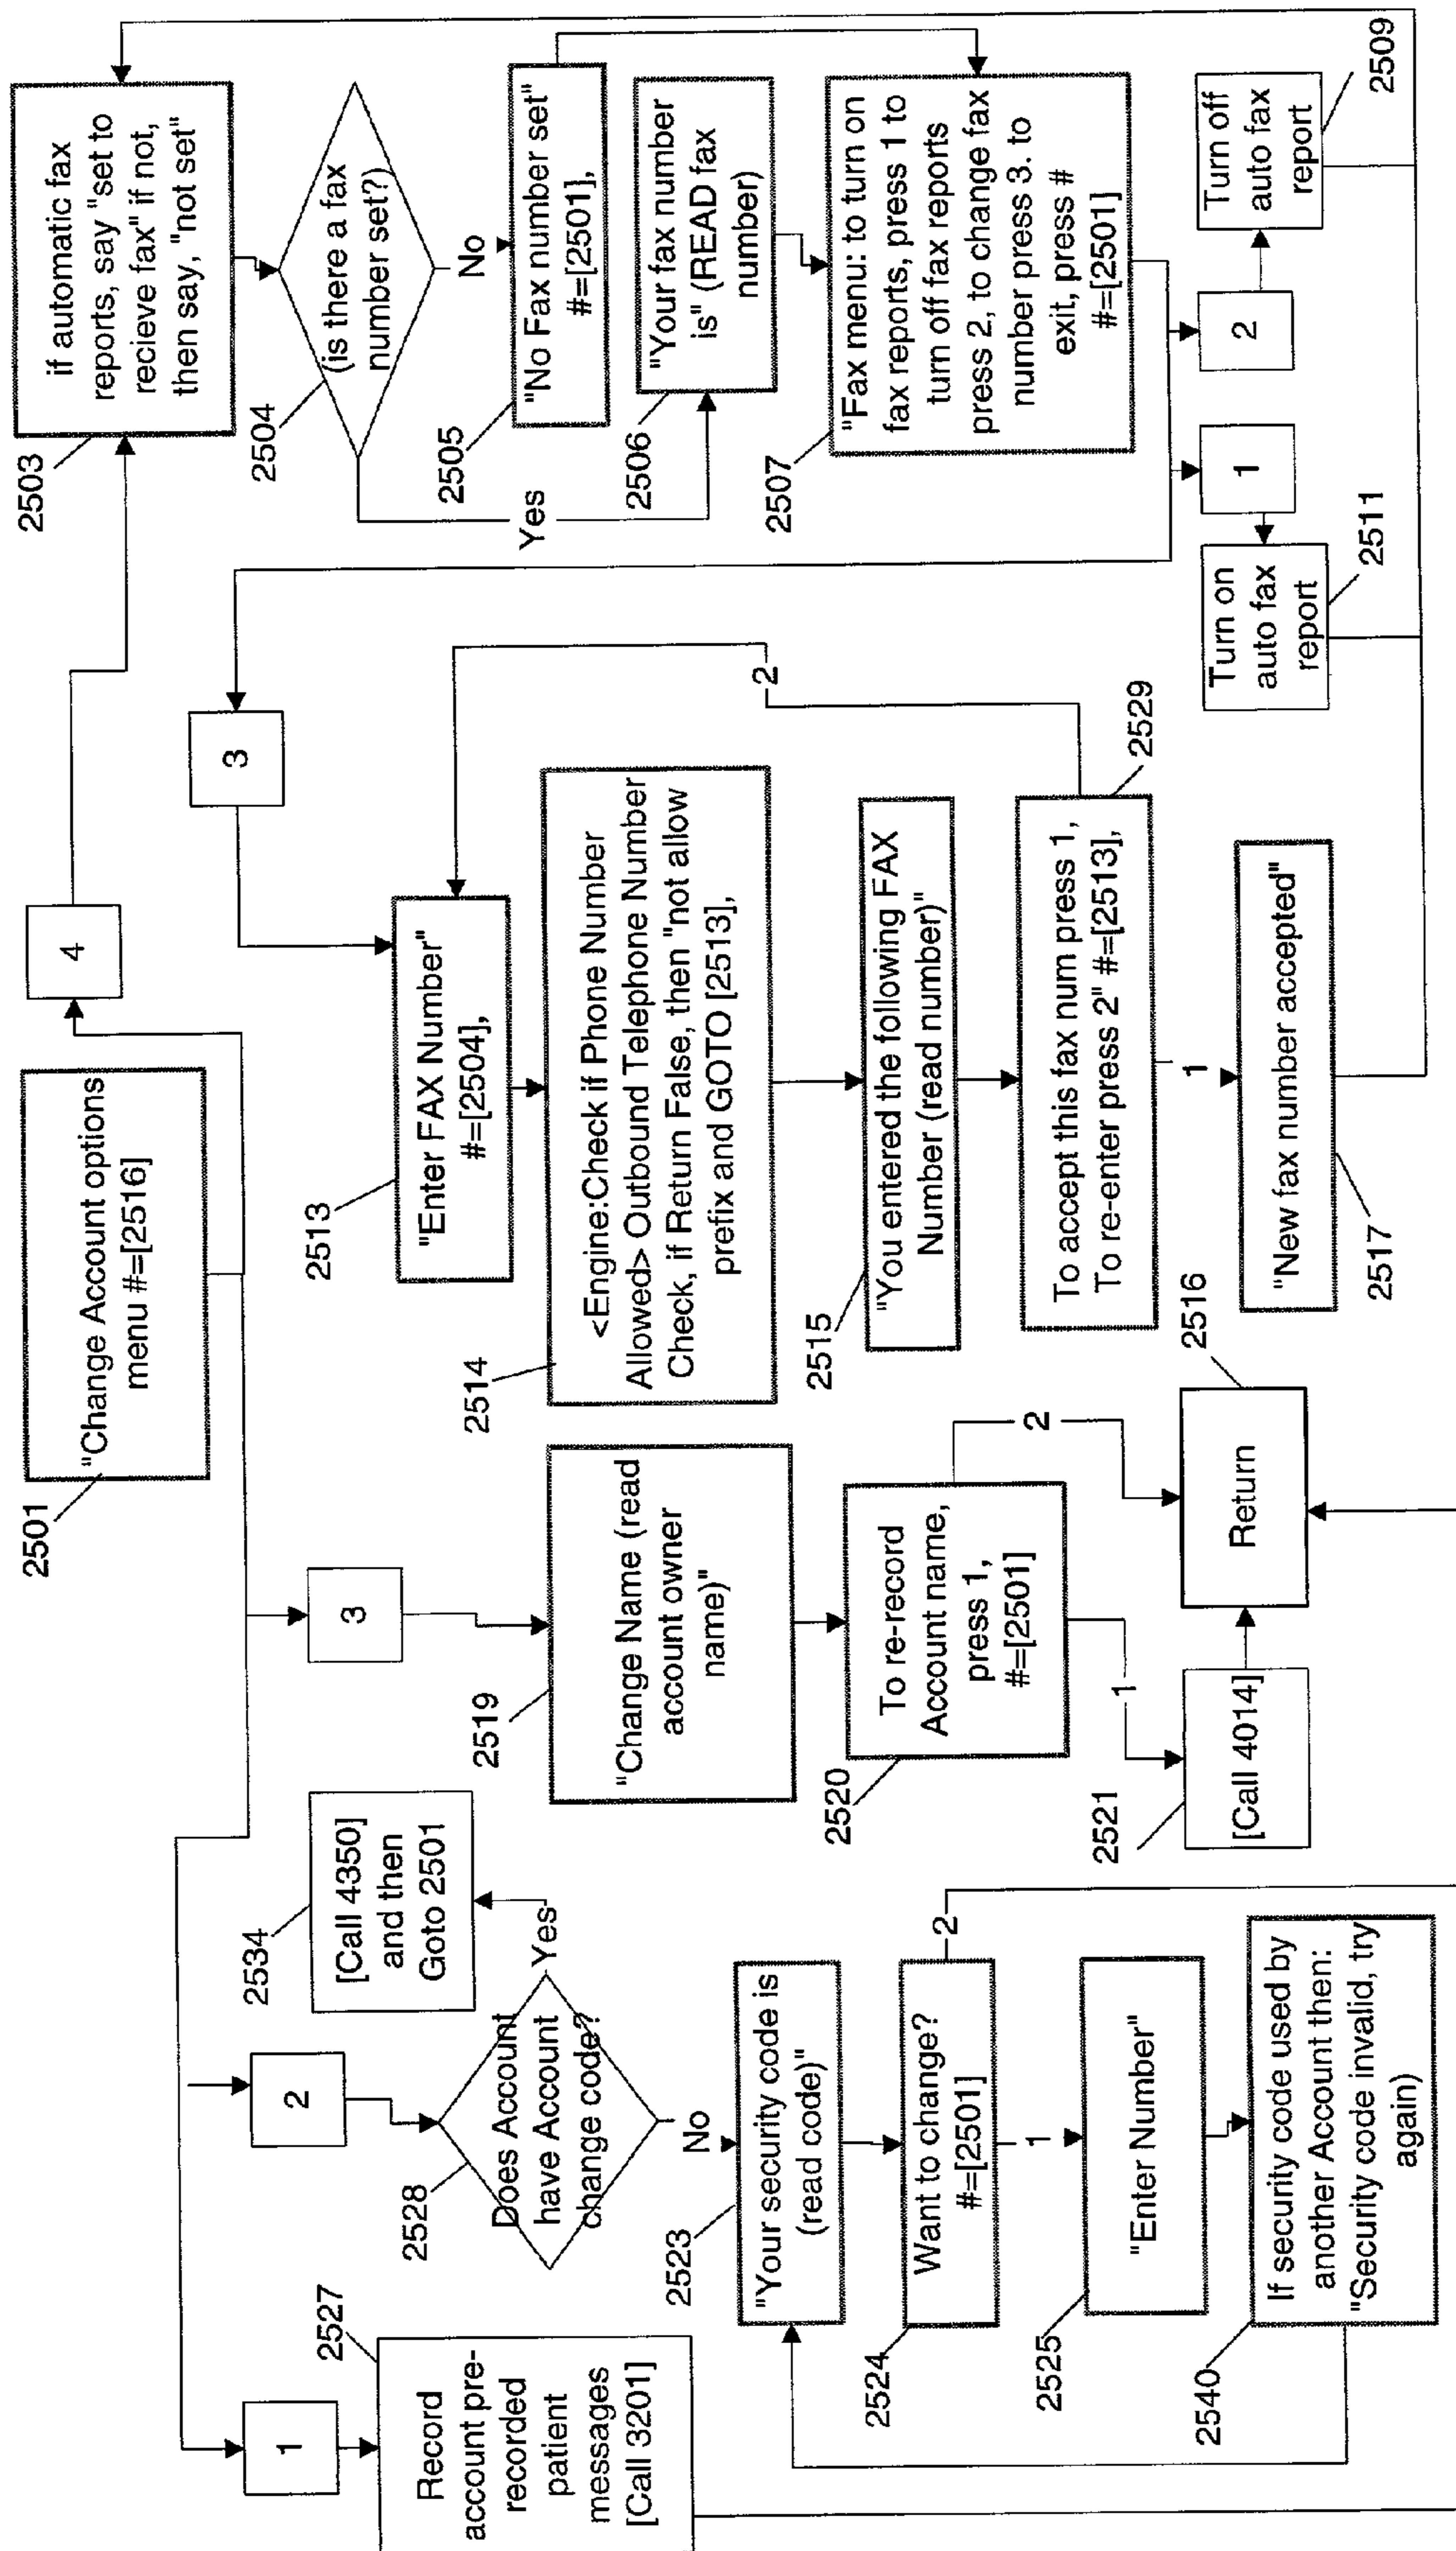 2501
"Change Account options
menu #=[2516]
1
2527
Record
account pre-
recorded
patient
messages
[Call 3201]
2
2528
Does Account
have Account
change code?
Yes
2534
[Call 4350]
and then
Goto 2501
No
2523
"Your security code is
(read code)"
2524
Want to change?
#=[2501]
2
1
2525
"Enter Number"
2540
If security code used by
another Account then:
"Security code invalid, try
again)
3
2519
"Change Name (read
account owner
name)"
2520
To re-record
Account name,
press 1,
#=[2501]
1
2
2521
[Call 4014]
2516
Return
4
2503
if automatic fax
reports, say "set to
recieve fax" if not,
then say, "not set"
2504
(is there a fax
number set?)
No
Yes
2505
"No Fax number set"
#=[2501],
2506
"Your fax number
is" (READ fax
number)
2507
"Fax menu: to turn on
fax reports, press 1 to
turn off fax reports
press 2, to change fax
number press 3. to
exit, press #
#=[2501]
1
2
Turn on
auto fax
report
2511
Turn off
auto fax
report
2509
3
2513
"Enter FAX Number"
#=[2504],
2514
<Engine:Check if Phone Number
Allowed> Outbound Telephone Number
Check, if Return False, then "not allow
prefix and GOTO [2513],
2515
"You entered the following FAX
Number (read number)"
2529
To accept this fax num press 1,
To re-enter press 2" #=[2513],
2
1
"New fax number accepted"
2517